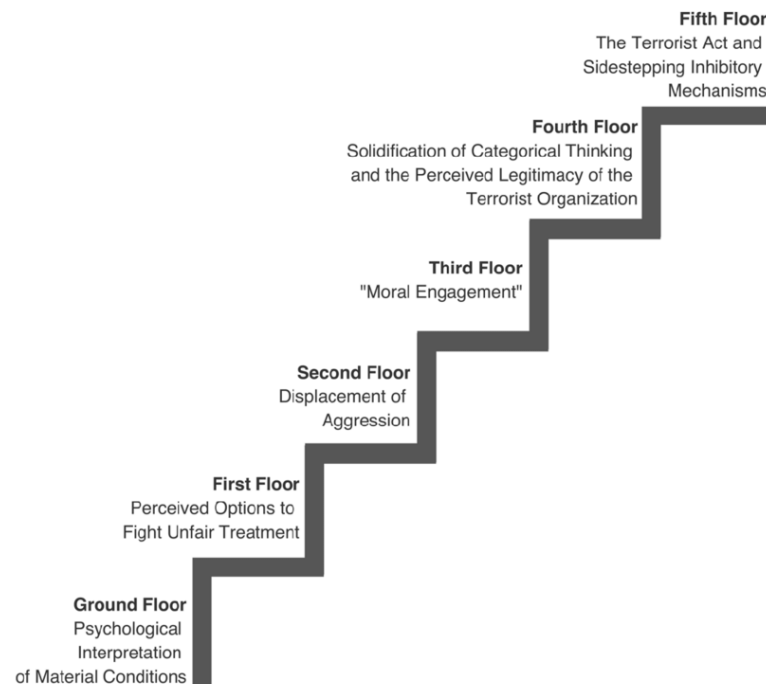 Fifth Floor
The Terrorist Act and
Sidestepping Inhibitory
Mechanisms
Fourth Floor
Solidification of Categorical Thinking
and the Perceived Legitimacy of the
Terrorist Organization
Third Floor
"Moral Engagement"
Second Floor
Displacement of
Aggression
First Floor
Perceived Options to
Fight Unfair Treatment
Ground Floor
Psychological
Interpretation
of Material Conditions